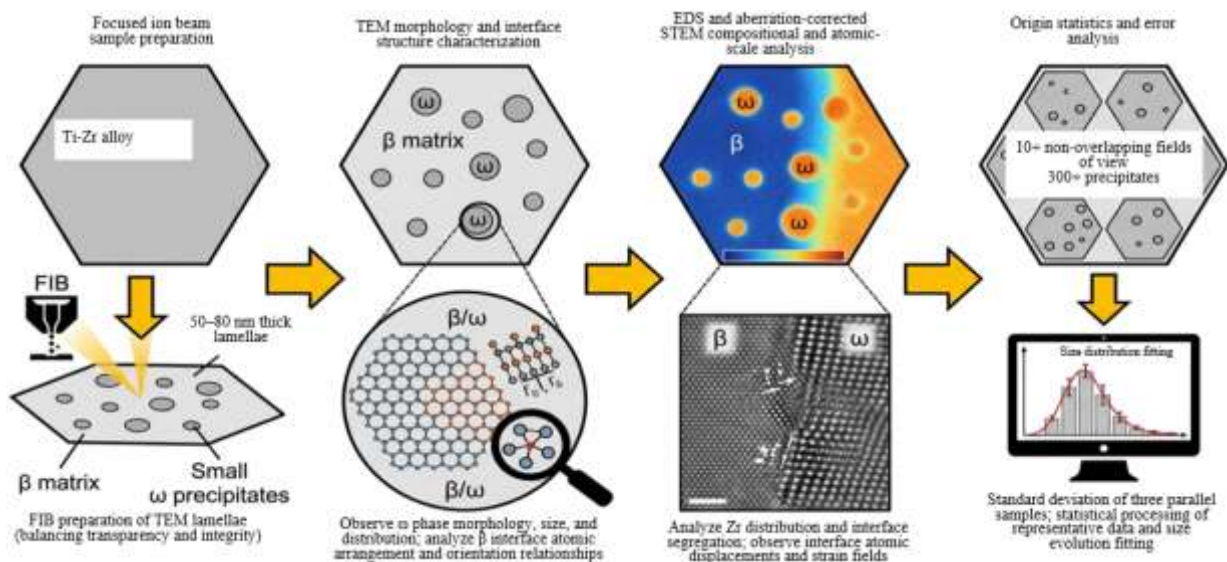 Focused ion beam
sample preparation
Ti-Zr alloy
FIB
50–80 nm thick
lamellae
β matrix
Small
ω precipitates
FIB preparation of TEM lamellae
(balancing transparency and integrity)
TEM morphology and interface
structure characterization
ω
β matrix
ω
ω
β/ω
β/ω
Observe ω phase morphology, size, and
distribution; analyze β interface atomic
arrangement and orientation relationships
EDS and aberration-corrected
STEM compositional and atomic-
scale analysis
ω
β
ω
ω
β
ω
Analyze Zr distribution and interface
segregation; observe interface atomic
displacements and strain fields
Origin statistics and error
analysis
10+ non-overlapping fields
of view
300+ precipitates
Size distribution fitting
Standard deviation of three parallel
samples; statistical processing of
representative data and size
evolution fitting